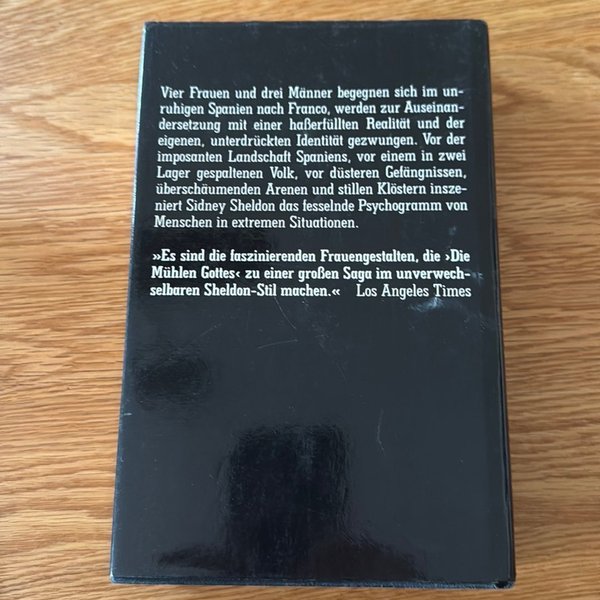 Vier Frauen und drei Männer begegnen sich im un-
ruhigen Spanien nach Franco, werden zur Auseinan-
dersetzung mit einer haßerfüllten Realität und der
eigenen, unterdrückten Identität gezwungen. Vor der
imposanten Landschaft Spaniens, vor einem in zwei
Lager gespaltenen Volk, vor düsteren Gefängnissen,
überschäumenden Arenen und stillen Klöstern insze-
niert Sidney Sheldon das fesselnde Psychogramm von
Menschen in extremen Situationen.
»Es sind die faszinierenden Frauengestalten, die ›Die
Mühlen Gottes‹ zu einer großen Saga im unverwech-
selbaren Sheldon-Stil machen.« Los Angeles Times